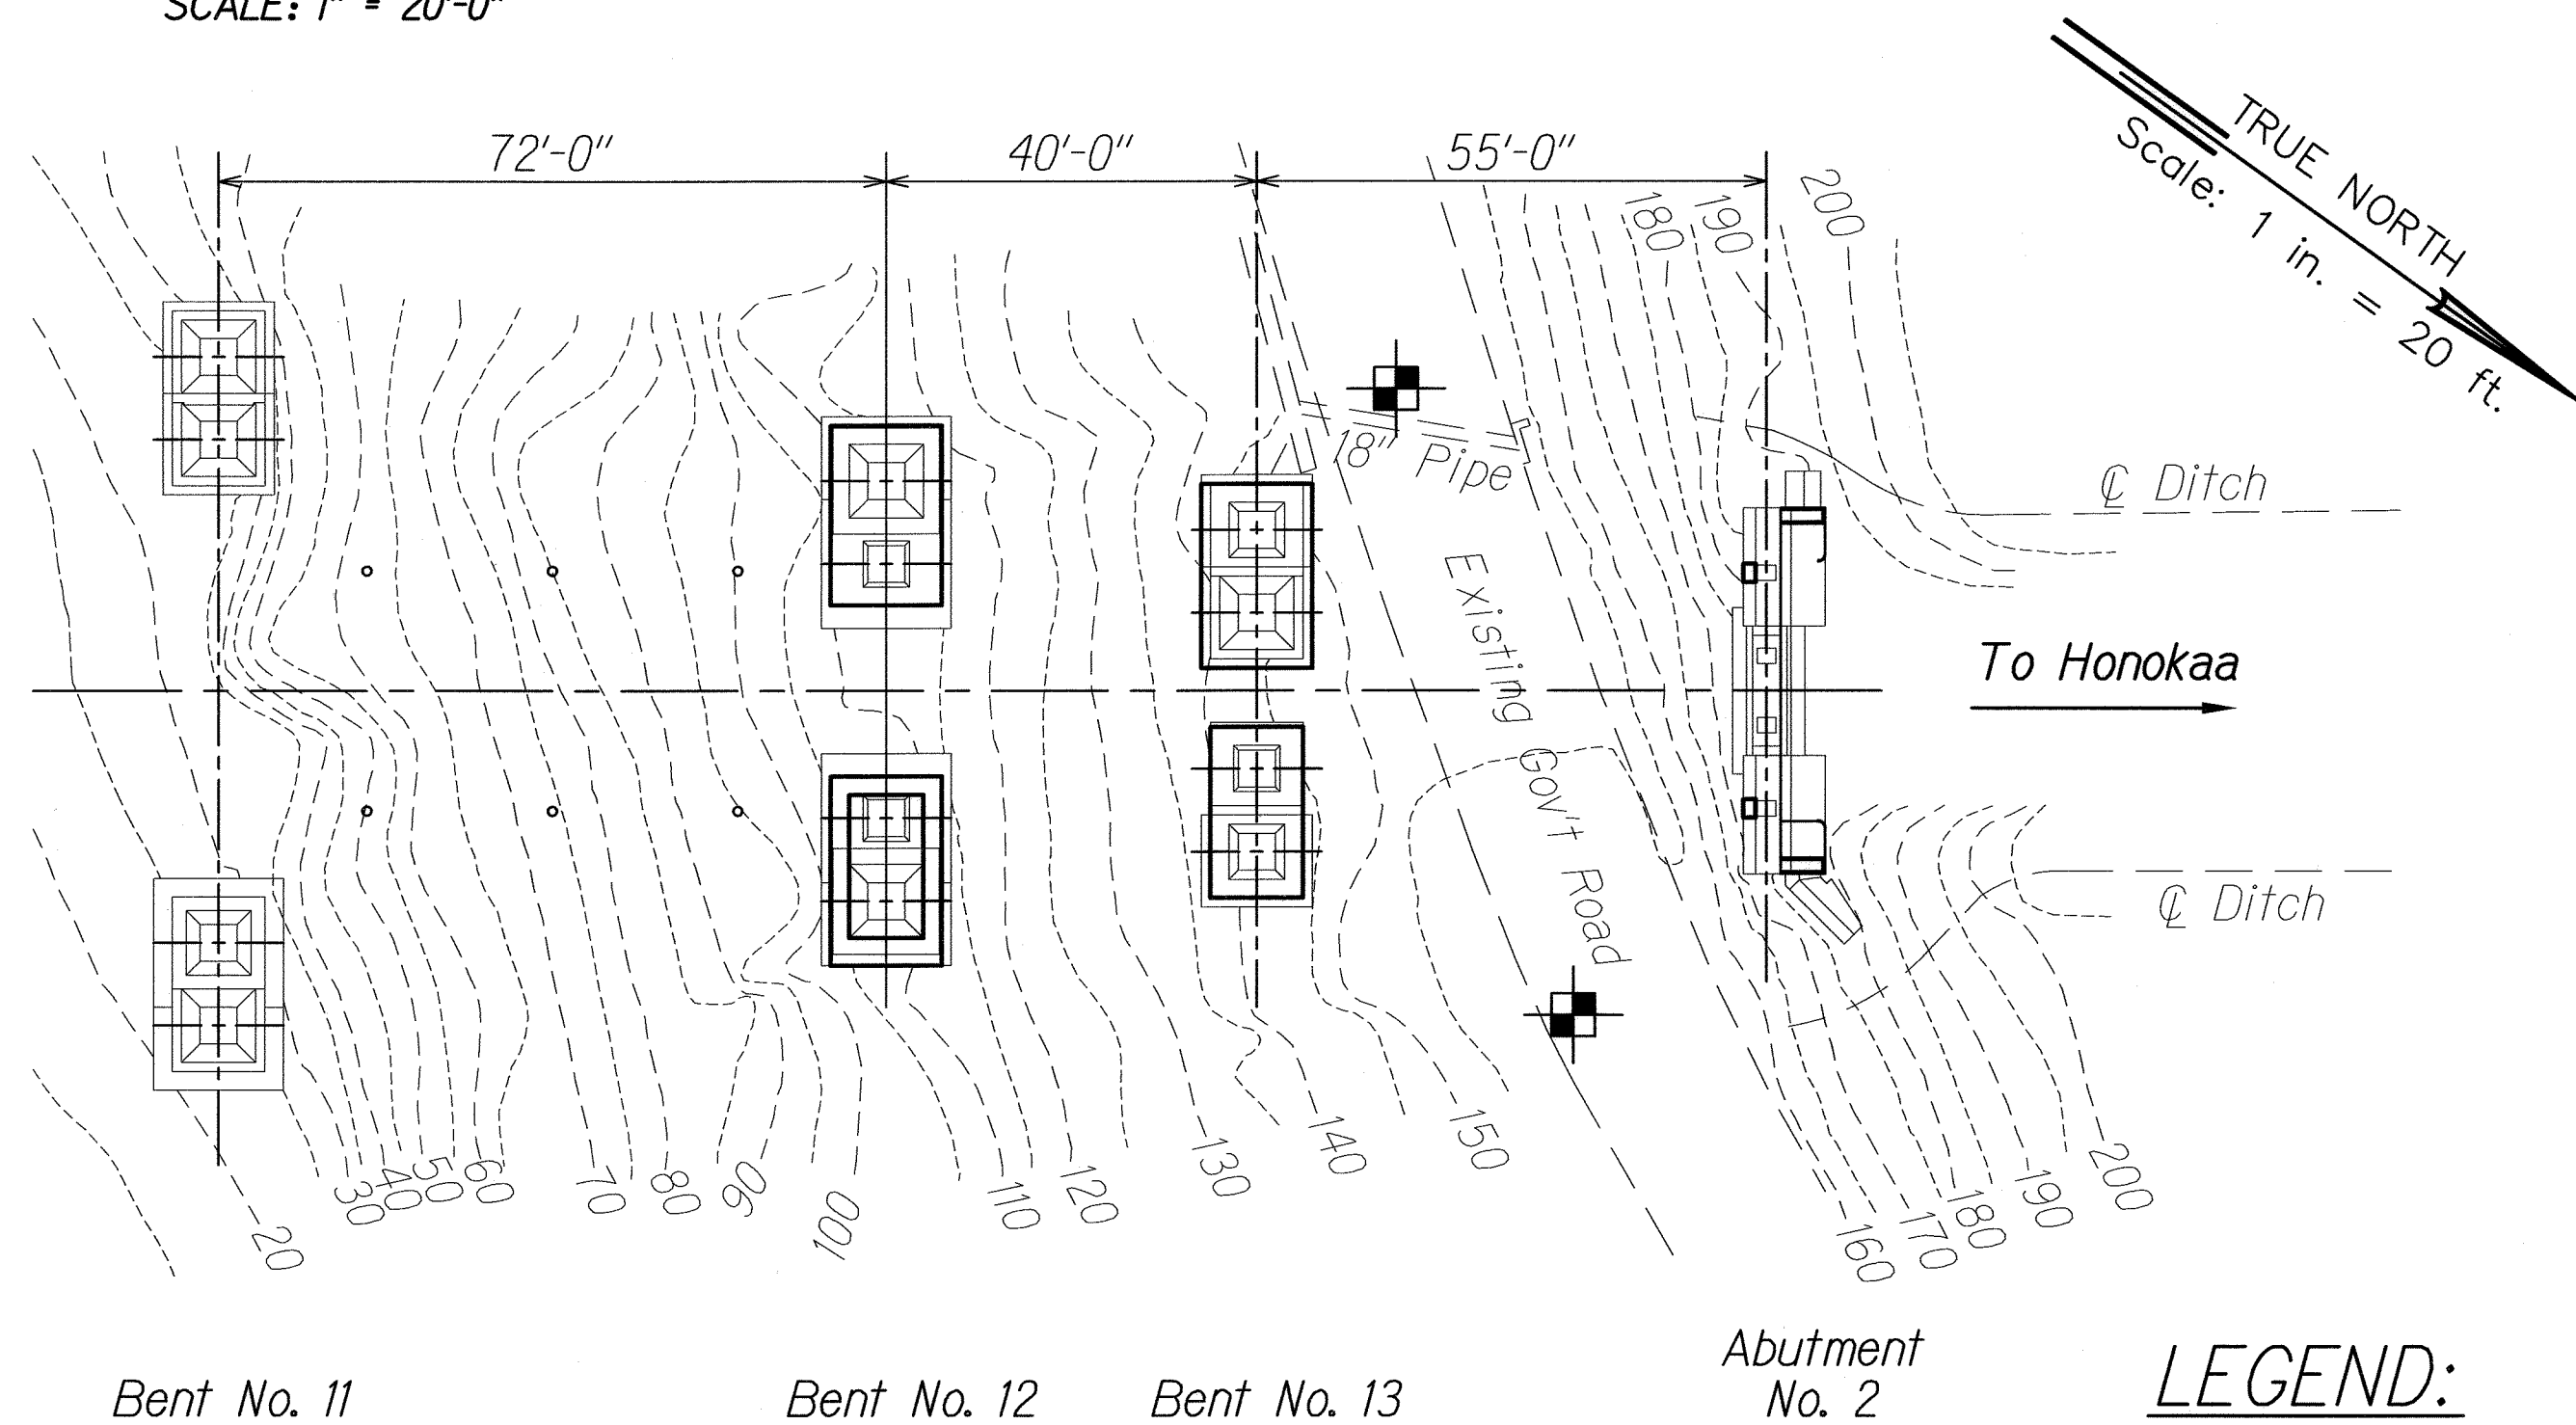 SCALE: 1" = 20'-0"
TRUE NORTH
Scale: 1 in. = 20 ft.
72'-0"
40'-0"
55'-0"
180
190
200
18" Pipe
℄ Ditch
Existing Gov't Road
To Honokaa
℄ Ditch
20
30
40
50
60
70
80
90
100
110
120
130
140
150
160
170
180
190
200
Bent No. 11
Bent No. 12
Bent No. 13
Abutment
No. 2
LEGEND: